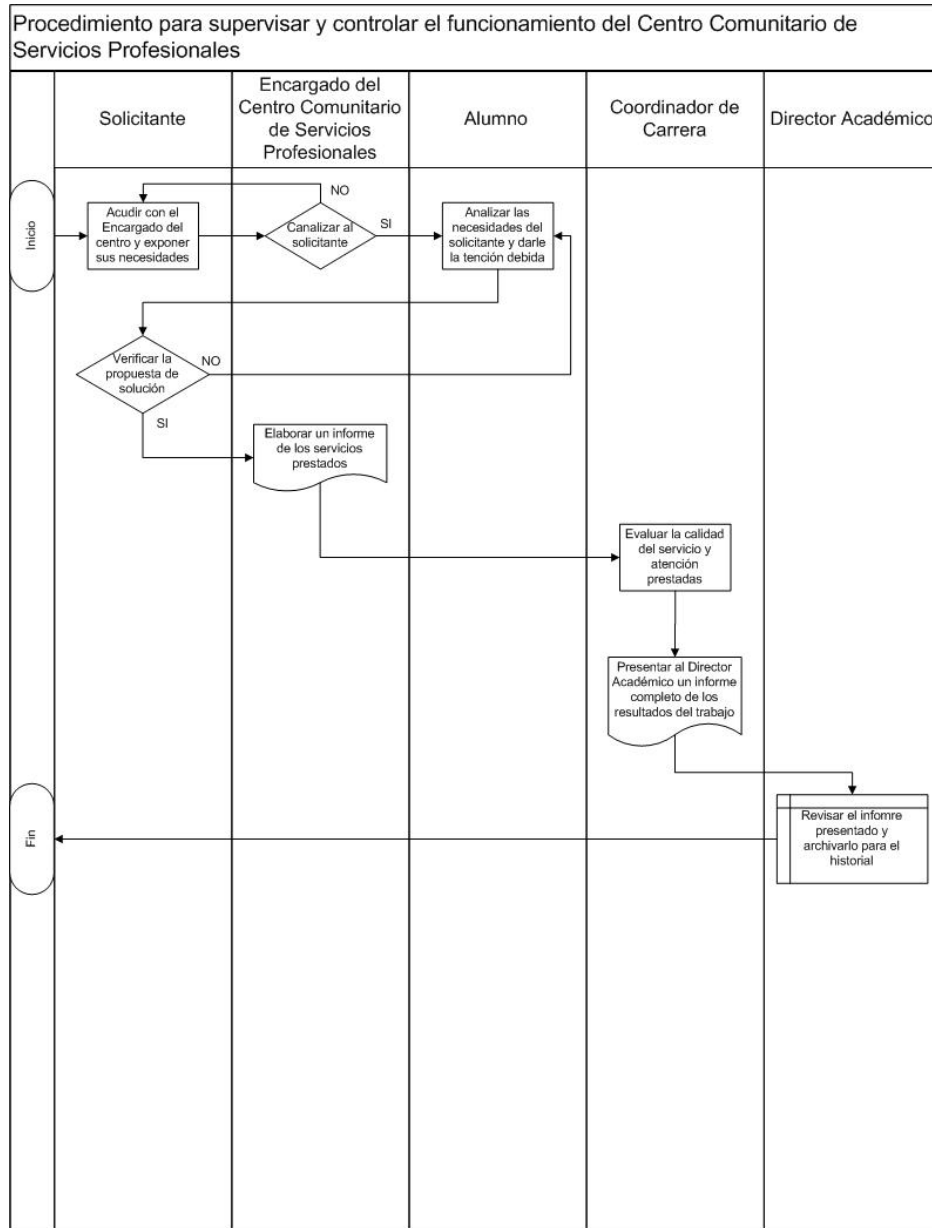 Procedimiento para supervisar y controlar el funcionamiento del Centro Comunitario de
Servicios Profesionales
Solicitante
Encargado del
Centro Comunitario
de Servicios
Profesionales
Alumno
Coordinador de
Carrera
Director Académico
Inicio
Acudir con el
Encargado del
centro y exponer
sus necesidades
NO
Canalizar al
solicitante
SI
Analizar las
necesidades del
solicitante y darle
la tención debida
Verificar la
propuesta de
solución
NO
SI
Elaborar un informe
de los servicios
prestados
Evaluar la calidad
del servicio y
atención
prestadas
Presentar al Director
Académico un informe
completo de los
resultados del trabajo
Revisar el infomre
presentado y
archivarlo para el
historial
Fin